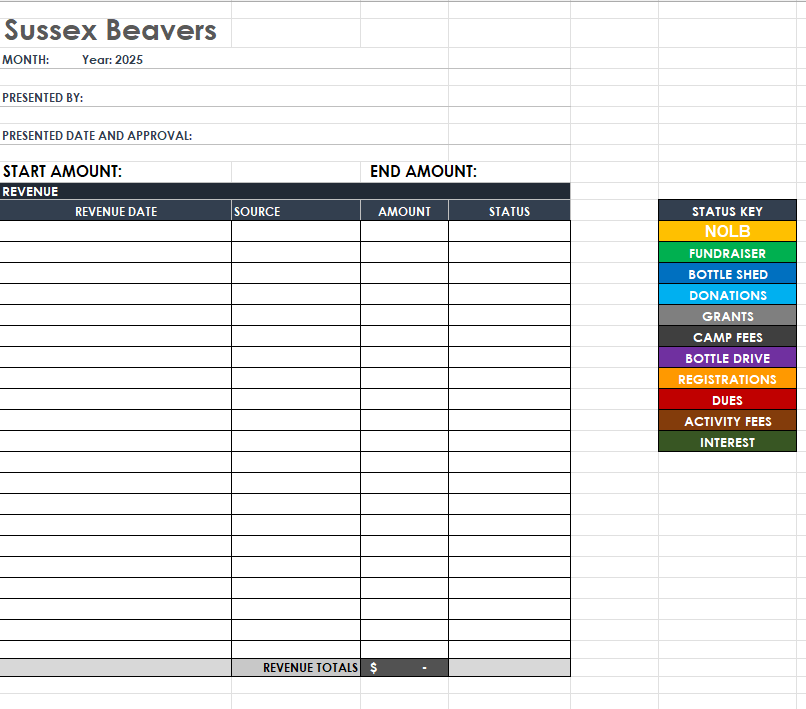 Sussex Beavers
MONTH: Year: 2025
PRESENTED BY:
PRESENTED DATE AND APPROVAL:
START AMOUNT: END AMOUNT:
REVENUE
REVENUE DATE SOURCE AMOUNT STATUS
REVENUE TOTALS $ -
STATUS KEY
NOLB
FUNDRAISER
BOTTLE SHED
DONATIONS
GRANTS
CAMP FEES
BOTTLE DRIVE
REGISTRATIONS
DUES
ACTIVITY FEES
INTEREST